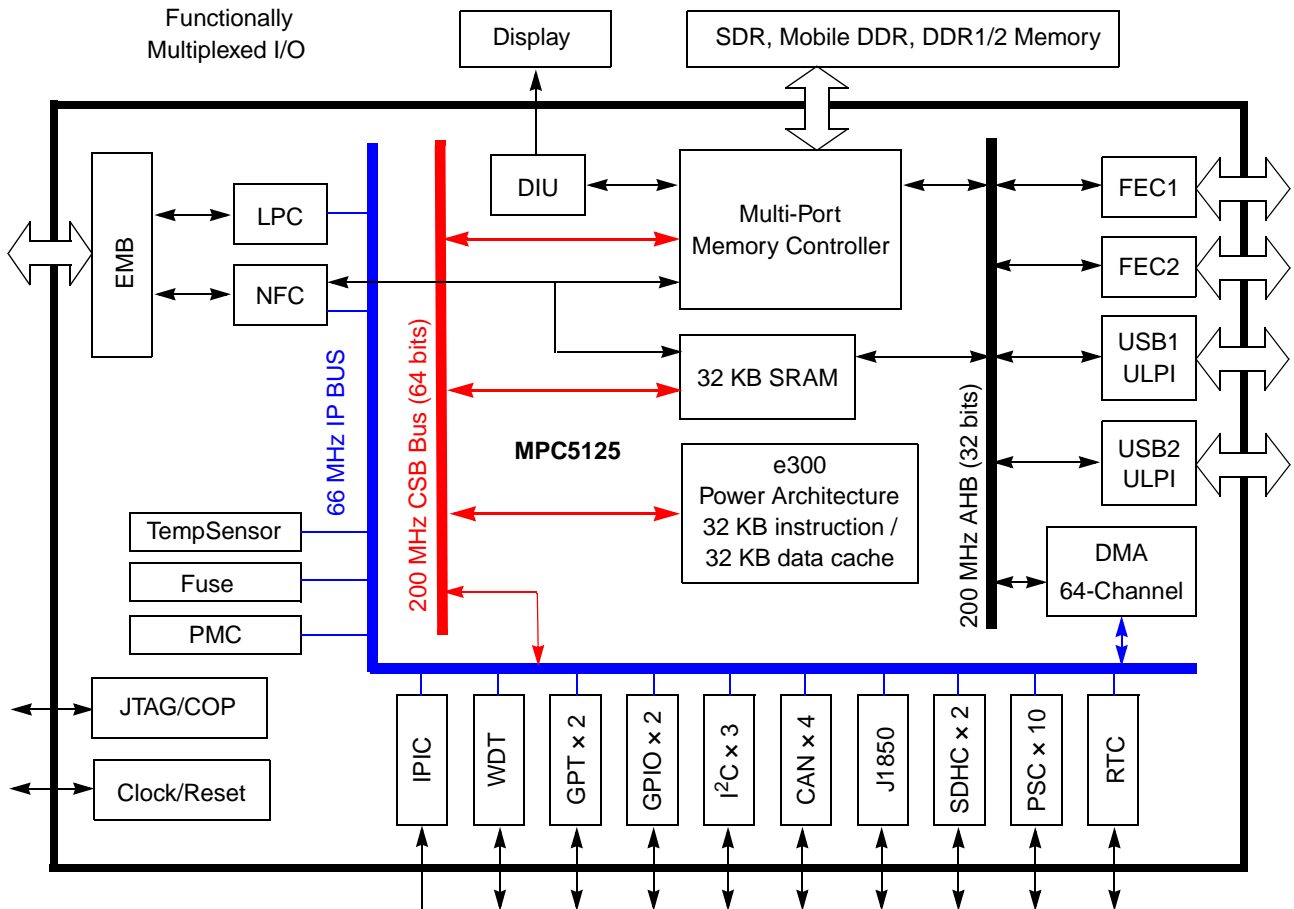 Functionally
Multiplexed I/O
Display
SDR, Mobile DDR, DDR1/2 Memory
EMB
LPC
NFC
DIU
Multi-Port
Memory Controller
FEC1
FEC2
USB1
ULPI
USB2
ULPI
32 KB SRAM
66 MHz IP BUS
200 MHz CSB Bus (64 bits)
MPC5125
e300
Power Architecture
32 KB instruction /
32 KB data cache
200 MHz AHB (32 bits)
DMA
64-Channel
TempSensor
Fuse
PMC
JTAG/COP
Clock/Reset
IPIC
WDT
GPT × 2
GPIO × 2
I²C × 3
CAN × 4
J1850
SDHC × 2
PSC × 10
RTC